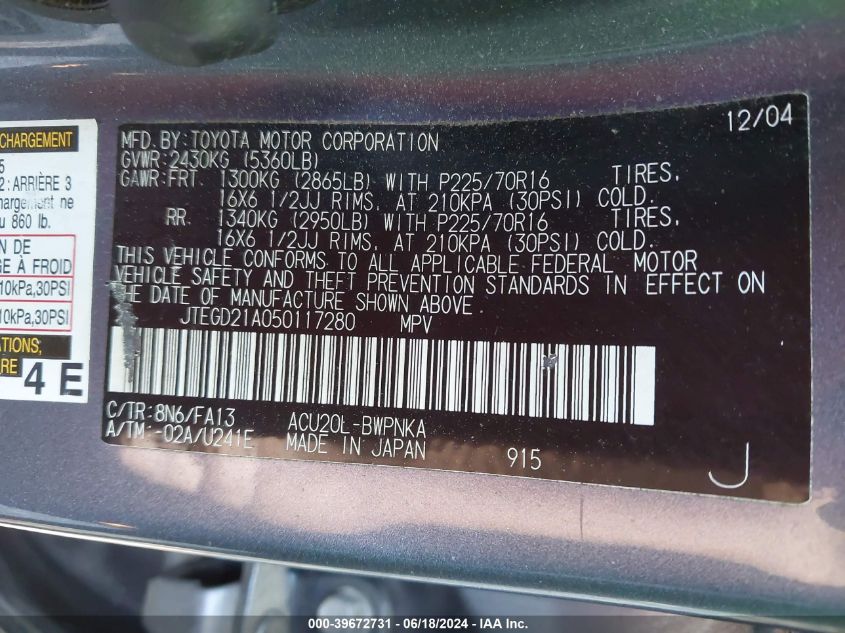 CHARGEMENT
5
2: ARRIÈRE 3
hargement ne
u 860 lb.
N DE
GE À FROID
10kPa,30PSI
10kPa,30PSI
ATIONS,
RE
- 4 E
12/04
MFD. BY: TOYOTA MOTOR CORPORATION
GVWR: 2430KG (5360LB)
GAWR: FRT. 1300KG (2865LB) WITH P225/70R16 TIRES,
16X6 1/2JJ RIMS, AT 210KPA (30PSI) COLD.
RR. 1340KG (2950LB) WITH P225/70R16 TIRES,
16X6 1/2JJ RIMS, AT 210KPA (30PSI) COLD.
THIS VEHICLE CONFORMS TO ALL APPLICABLE FEDERAL MOTOR
VEHICLE SAFETY AND THEFT PREVENTION STANDARDS IN EFFECT ON
THE DATE OF MANUFACTURE SHOWN ABOVE.
JTEGD21A050117280 MPV
C/TR: 8N6/FA13 ACU20L-BWPNKA
A/TM: -02A/U241E MADE IN JAPAN 915
J
000-39672731 - 06/18/2024 - IAA Inc.